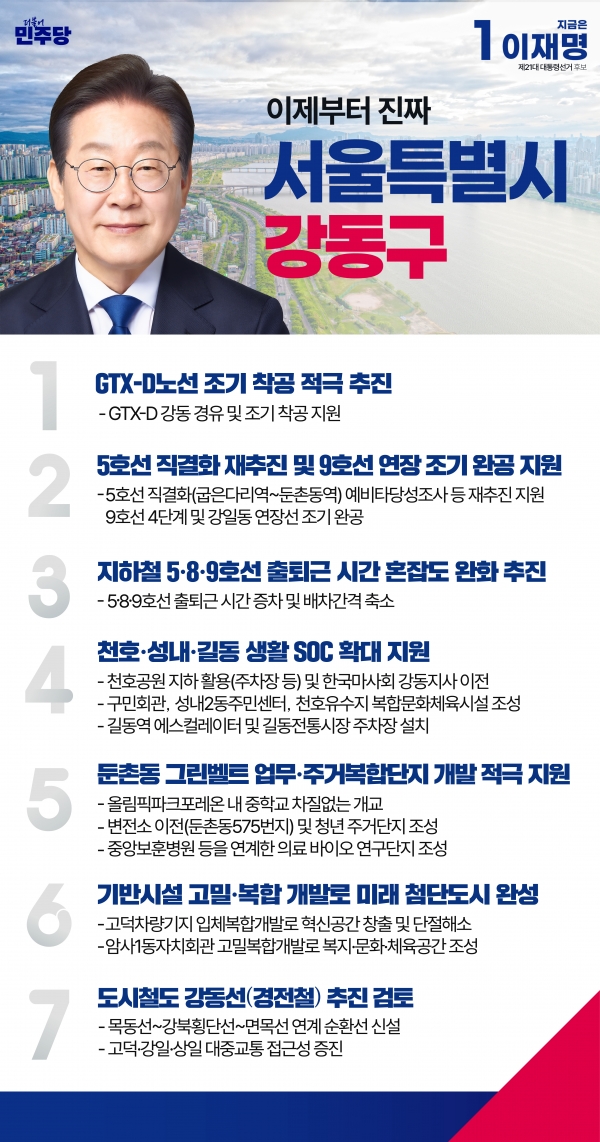 더불어
민주당
지금은
1 이재명
제21대 대통령선거 후보
이제부터 진짜
서울특별시
강동구
1
GTX-D노선 조기 착공 적극 추진
- GTX-D 강동 경유 및 조기 착공 지원
2
5호선 직결화 재추진 및 9호선 연장 조기 완공 지원
- 5호선 직결화(굽은다리역~둔촌동역) 예비타당성조사 등 재추진 지원
9호선 4단계 및 강일동 연장선 조기 완공
3
지하철 5·8·9호선 출퇴근 시간 혼잡도 완화 추진
- 5·8·9호선 출퇴근 시간 증차 및 배차간격 축소
4
천호·성내·길동 생활 SOC 확대 지원
- 천호공원 지하 활용(주차장 등) 및 한국마사회 강동지사 이전
- 구민회관, 성내2동주민센터, 천호유수지 복합문화체육시설 조성
- 길동역 에스컬레이터 및 길동전통시장 주차장 설치
5
둔촌동 그린벨트 업무·주거복합단지 개발 적극 지원
- 올림픽파크포레온 내 중학교 차질없는 개교
- 변전소 이전(둔촌동575번지) 및 청년 주거단지 조성
- 중앙보훈병원 등을 연계한 의료 바이오 연구단지 조성
6
기반시설 고밀·복합 개발로 미래 첨단도시 완성
- 고덕차량기지 입체복합개발로 혁신공간 창출 및 단절해소
- 암사1동자치회관 고밀복합개발로 복지·문화·체육공간 조성
7
도시철도 강동선(경전철) 추진 검토
- 목동선~강북횡단선~면목선 연계 순환선 신설
- 고덕·강일·상일 대중교통 접근성 증진